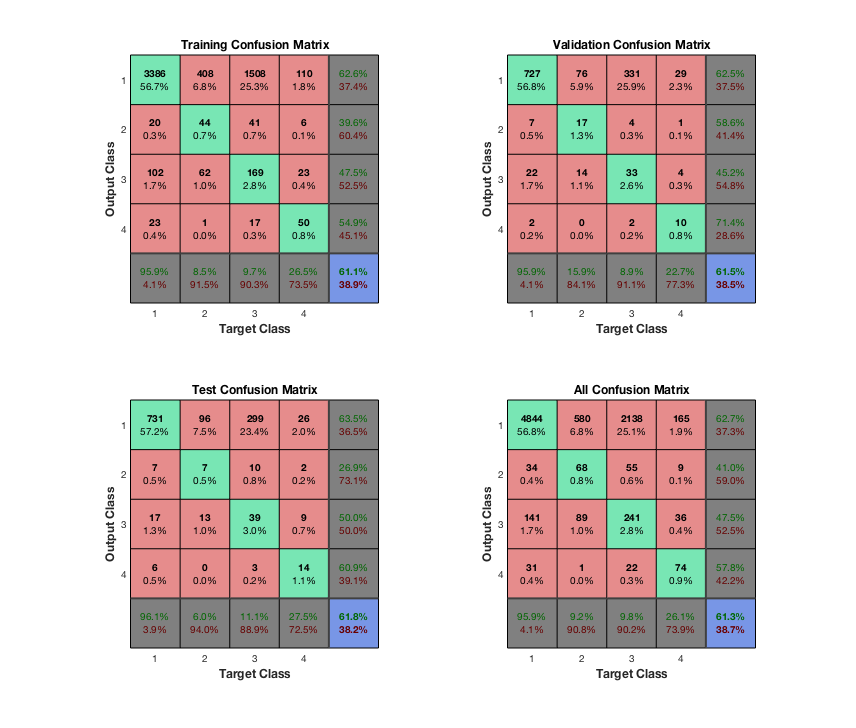 Training Confusion Matrix
Output Class
1
3386 408 1508 110 62.6%
56.7% 6.8% 25.3% 1.8% 37.4%
2
20 44 41 6 39.6%
0.3% 0.7% 0.7% 0.1% 60.4%
3
102 62 169 23 47.5%
1.7% 1.0% 2.8% 0.4% 52.5%
4
23 1 17 50 54.9%
0.4% 0.0% 0.3% 0.8% 45.1%
95.9% 8.5% 9.7% 26.5% 61.1%
4.1% 91.5% 90.3% 73.5% 38.9%
1 2 3 4
Target Class
Validation Confusion Matrix
Output Class
1
727 76 331 29 62.5%
56.8% 5.9% 25.9% 2.3% 37.5%
2
7 17 4 1 58.6%
0.5% 1.3% 0.3% 0.1% 41.4%
3
22 14 33 4 45.2%
1.7% 1.1% 2.6% 0.3% 54.8%
4
2 0 2 10 71.4%
0.2% 0.0% 0.2% 0.8% 28.6%
95.9% 15.9% 8.9% 22.7% 61.5%
4.1% 84.1% 91.1% 77.3% 38.5%
1 2 3 4
Target Class
Test Confusion Matrix
Output Class
1
731 96 299 26 63.5%
57.2% 7.5% 23.4% 2.0% 36.5%
2
7 7 10 2 26.9%
0.5% 0.5% 0.8% 0.2% 73.1%
3
17 13 39 9 50.0%
1.3% 1.0% 3.0% 0.7% 50.0%
4
6 0 3 14 60.9%
0.5% 0.0% 0.2% 1.1% 39.1%
96.1% 6.0% 11.1% 27.5% 61.8%
3.9% 94.0% 88.9% 72.5% 38.2%
1 2 3 4
Target Class
All Confusion Matrix
Output Class
1
4844 580 2138 165 62.7%
56.8% 6.8% 25.1% 1.9% 37.3%
2
34 68 55 9 41.0%
0.4% 0.8% 0.6% 0.1% 59.0%
3
141 89 241 36 47.5%
1.7% 1.0% 2.8% 0.4% 52.5%
4
31 1 22 74 57.8%
0.4% 0.0% 0.3% 0.9% 42.2%
95.9% 9.2% 9.8% 26.1% 61.3%
4.1% 90.8% 90.2% 73.9% 38.7%
1 2 3 4
Target Class